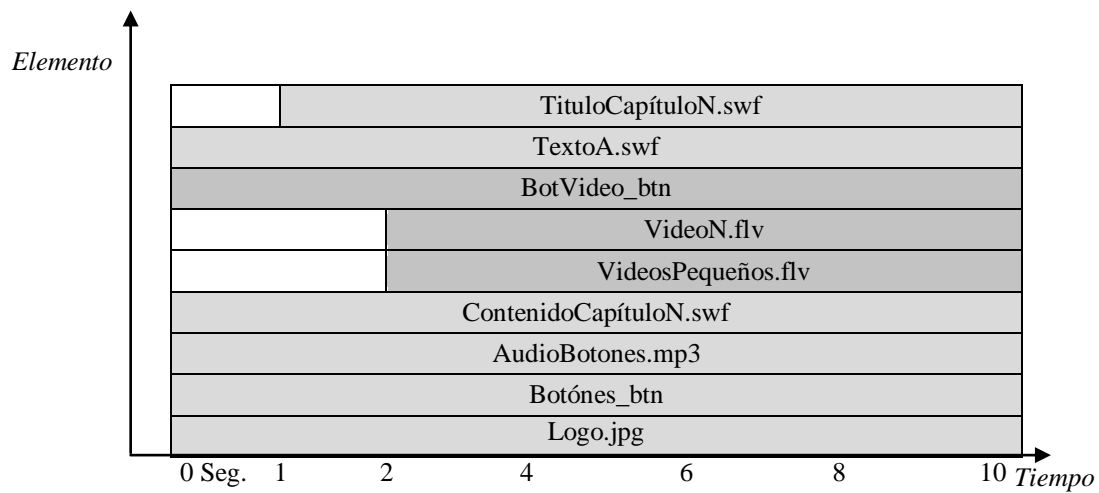 Elemento
TituloCapítuloN.swf
TextoA.swf
BotVideo_btn
VideoN.flv
VideosPequeños.flv
ContenidoCapítuloN.swf
AudioBotones.mp3
Botónes_btn
Logo.jpg
0 Seg. 1 2 4 6 8 10 Tiempo